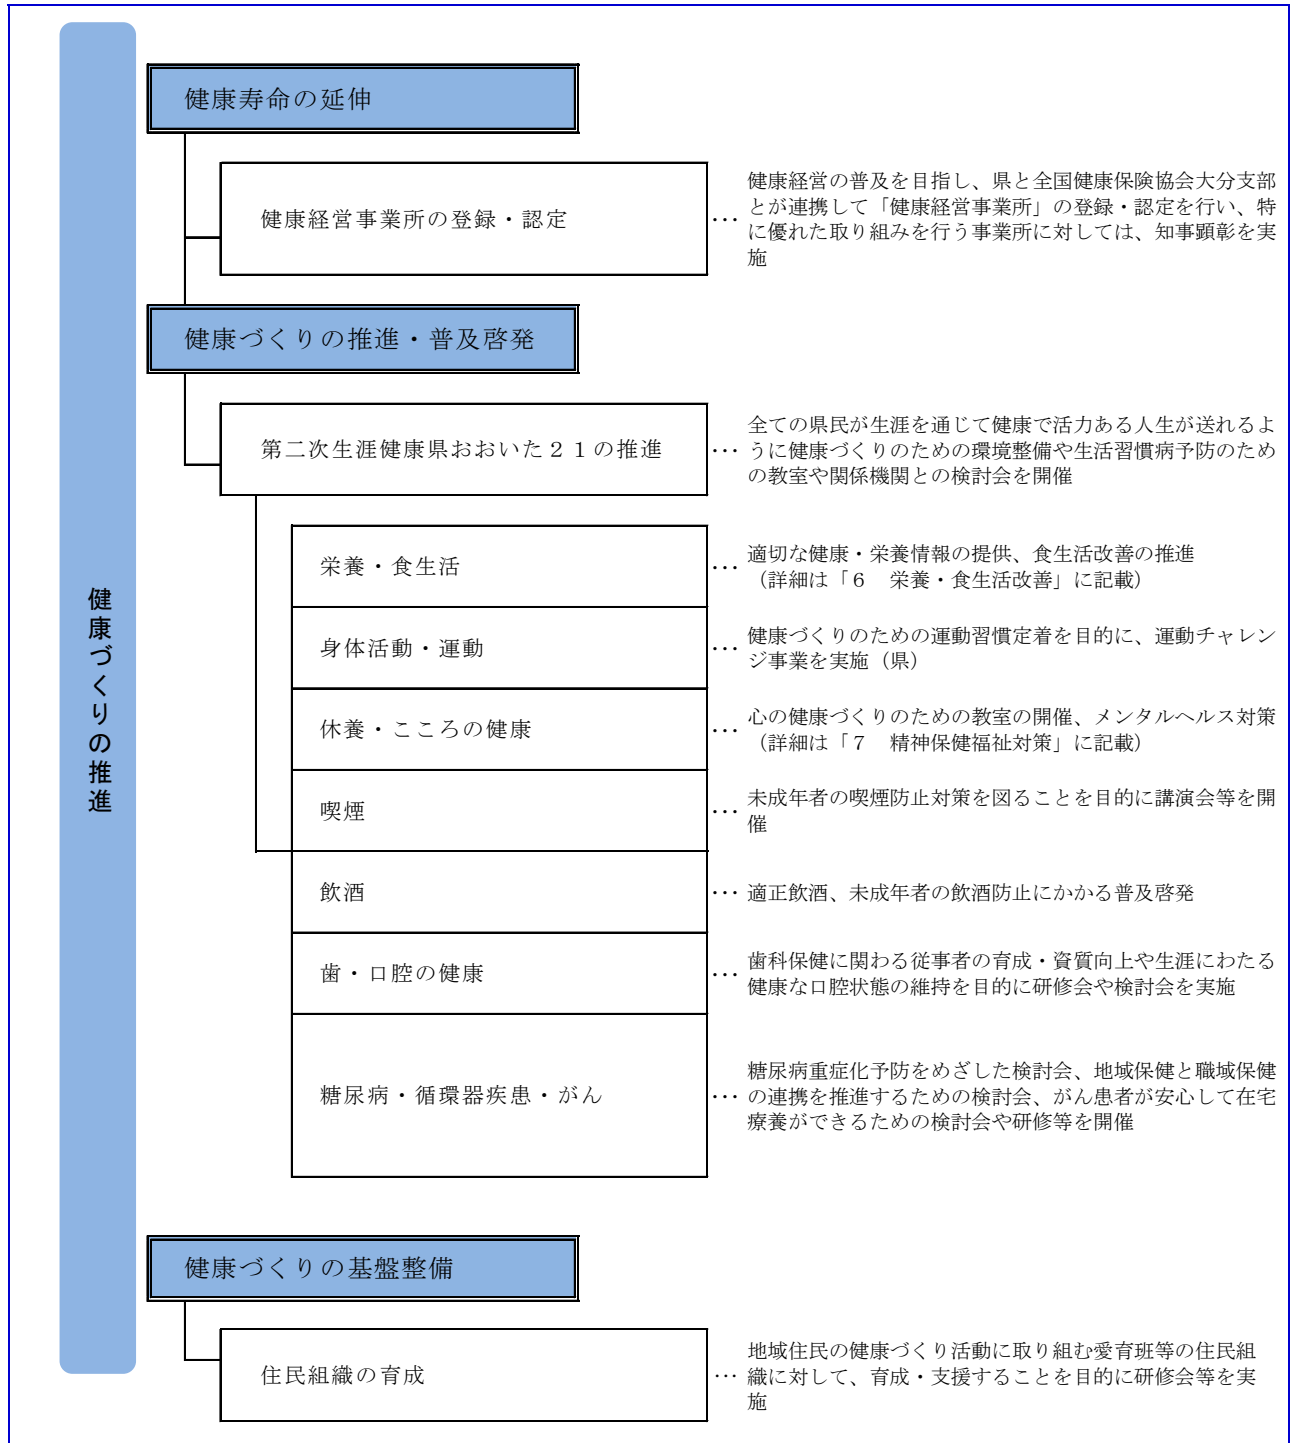 健康づくりの推進
健康寿命の延伸
健康経営事業所の登録・認定
･･･ 健康経営の普及を目指し、県と全国健康保険協会大分支部
とが連携して「健康経営事業所」の登録・認定を行い、特
に優れた取り組みを行う事業所に対しては、知事顕彰を実
施
健康づくりの推進・普及啓発
第二次生涯健康県おおいた２１の推進
･･･ 全ての県民が生涯を通じて健康で活力ある人生が送れるよ
うに健康づくりのための環境整備や生活習慣病予防のため
の教室や関係機関との検討会を開催
栄養・食生活
･･･ 適切な健康・栄養情報の提供、食生活改善の推進
（詳細は「６　栄養・食生活改善」に記載）
身体活動・運動
･･･ 健康づくりのための運動習慣定着を目的に、運動チャレン
ジ事業を実施（県）
休養・こころの健康
･･･ 心の健康づくりのための教室の開催、メンタルヘルス対策
（詳細は「７　精神保健福祉対策」に記載）
喫煙
･･･ 未成年者の喫煙防止対策を図ることを目的に講演会等を開
催
飲酒
･･･ 適正飲酒、未成年者の飲酒防止にかかる普及啓発
歯・口腔の健康
･･･ 歯科保健に関わる従事者の育成・資質向上や生涯にわたる
健康な口腔状態の維持を目的に研修会や検討会を実施
糖尿病・循環器疾患・がん
･･･ 糖尿病重症化予防をめざした検討会、地域保健と職域保健
の連携を推進するための検討会、がん患者が安心して在宅
療養ができるための検討会や研修等を開催
健康づくりの基盤整備
住民組織の育成
･･･ 地域住民の健康づくり活動に取り組む愛育班等の住民組
織に対して、育成・支援することを目的に研修会等を実
施